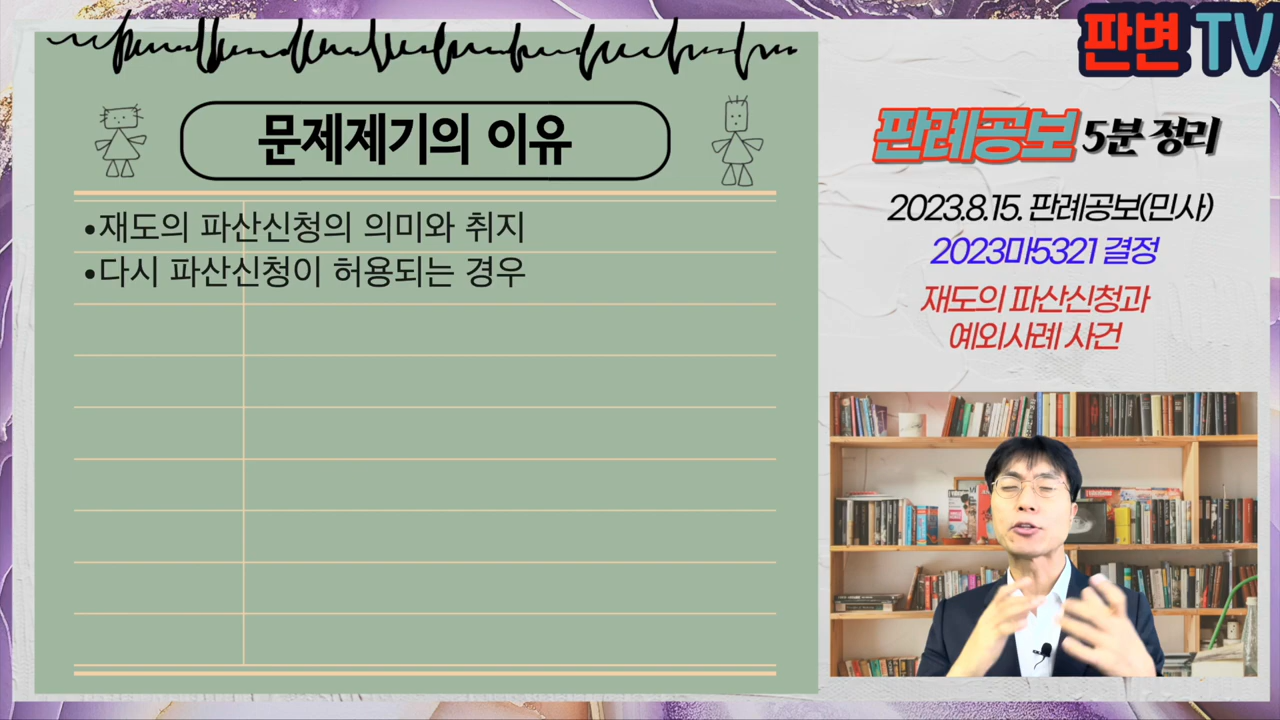 판변 TV
문제제기의 이유
•재도의 파산신청의 의미와 취지
•다시 파산신청이 허용되는 경우
판례공보 5분 정리
2023.8.15. 판례공보(민사)
2023마5321 결정
재도의 파산신청과
예외사례 사건